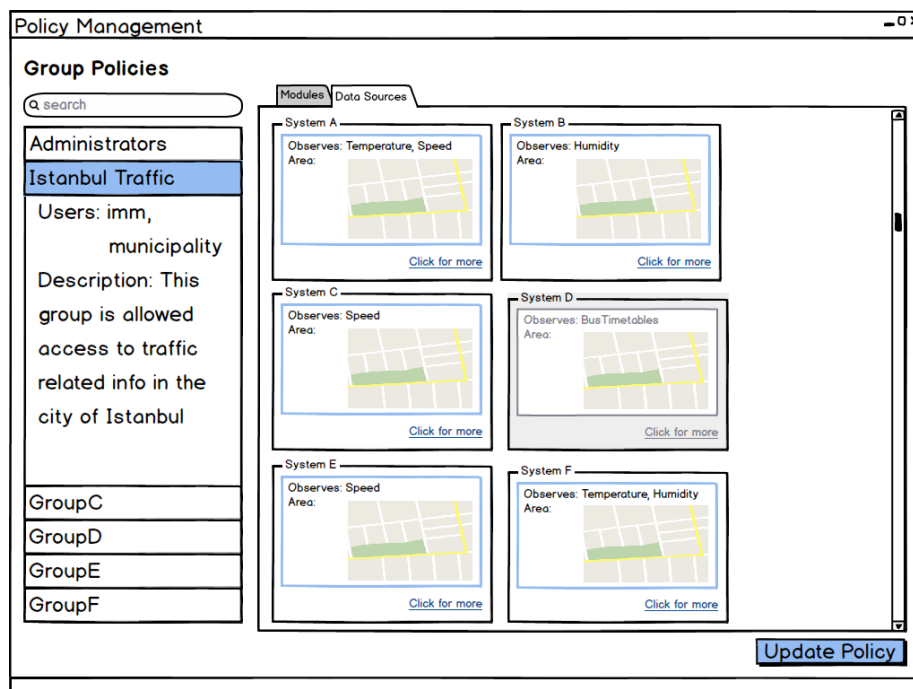 Policy Management
Group Policies
search
Administrators
Istanbul Traffic
Users: imm,
municipality
Description: This
group is allowed
access to traffic
related info in the
city of Istanbul
GroupC
GroupD
GroupE
GroupF
Modules
Data Sources
System A
Observes: Temperature, Speed
Area:
Click for more
System B
Observes: Humidity
Area:
Click for more
System C
Observes: Speed
Area:
Click for more
System D
Observes: BusTimetables
Area:
Click for more
System E
Observes: Speed
Area:
Click for more
System F
Observes: Temperature, Humidity
Area:
Click for more
Update Policy